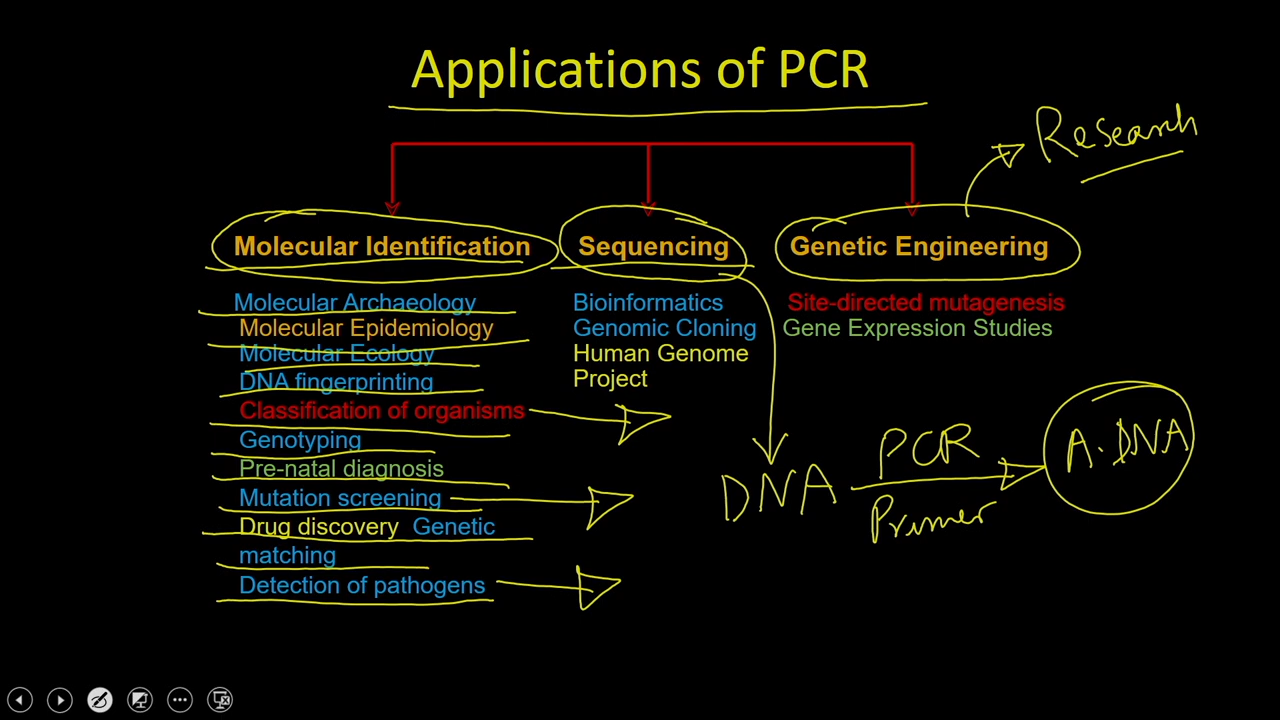 Applications of PCR
Research
Molecular Identification
Molecular Archaeology
Molecular Epidemiology
Molecular Ecology
DNA fingerprinting
Classification of organisms
Genotyping
Pre-natal diagnosis
Mutation screening
Drug discovery Genetic
matching
Detection of pathogens
Sequencing
Bioinformatics
Genomic Cloning
Human Genome
Project
Genetic Engineering
Site-directed mutagenesis
Gene Expression Studies
DNA
PCR
Primer
A. DNA